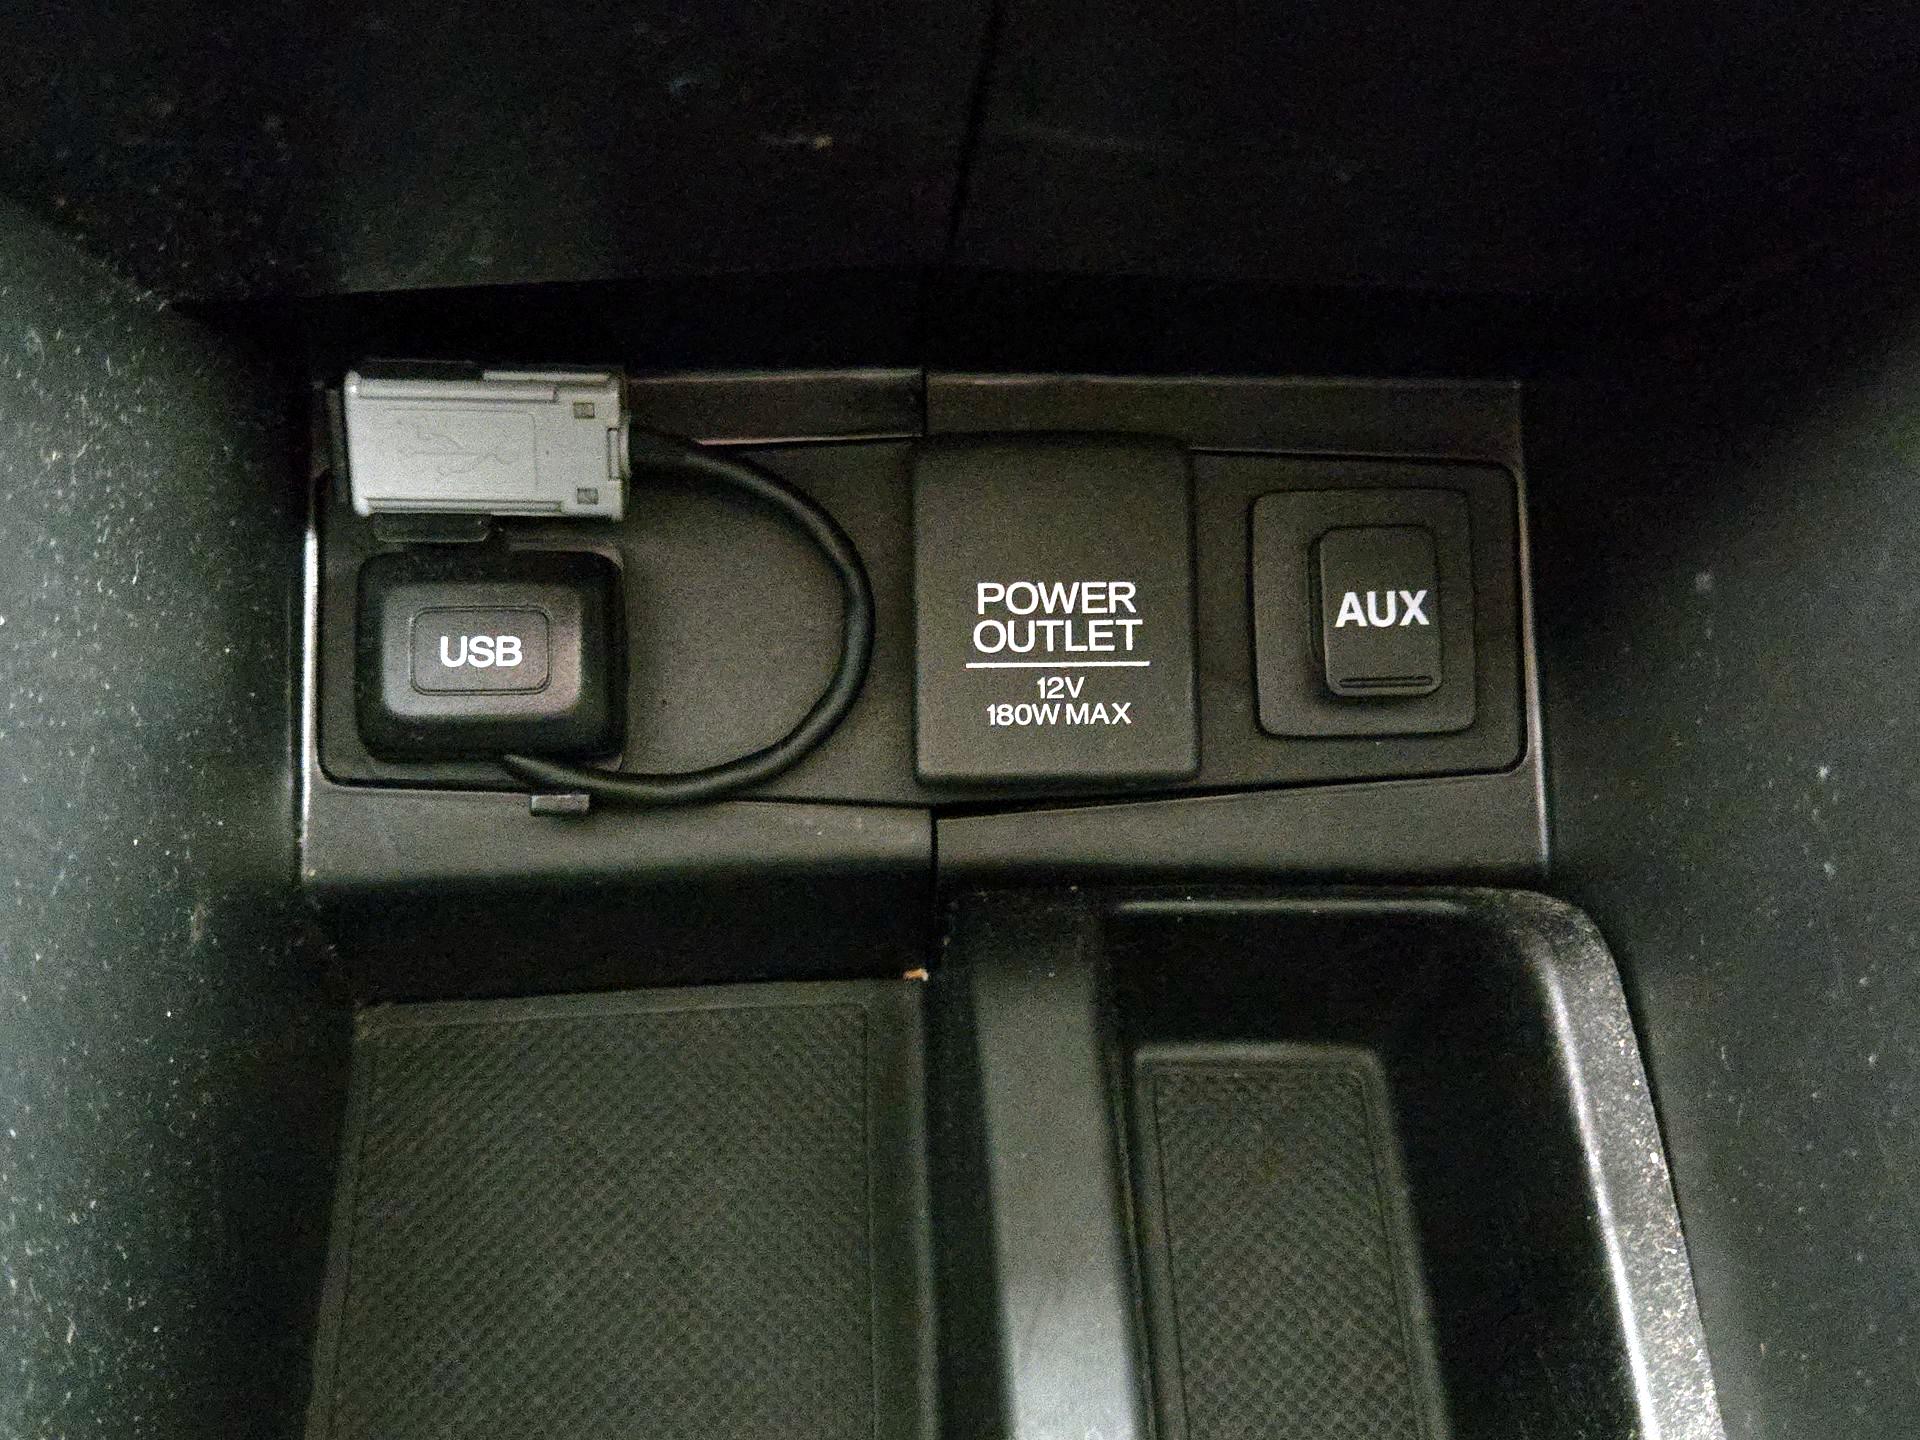 USB
POWER
OUTLET
12V
180W MAX
AUX